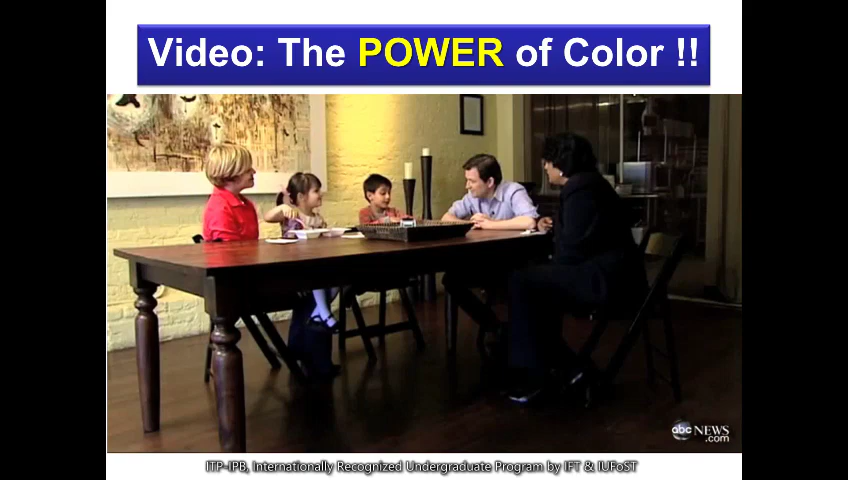 Video: The POWER of Color !!
abc NEWS
.com
ITP-IPB, Internationally Recognized Undergraduate Program by IFT & IUFoST